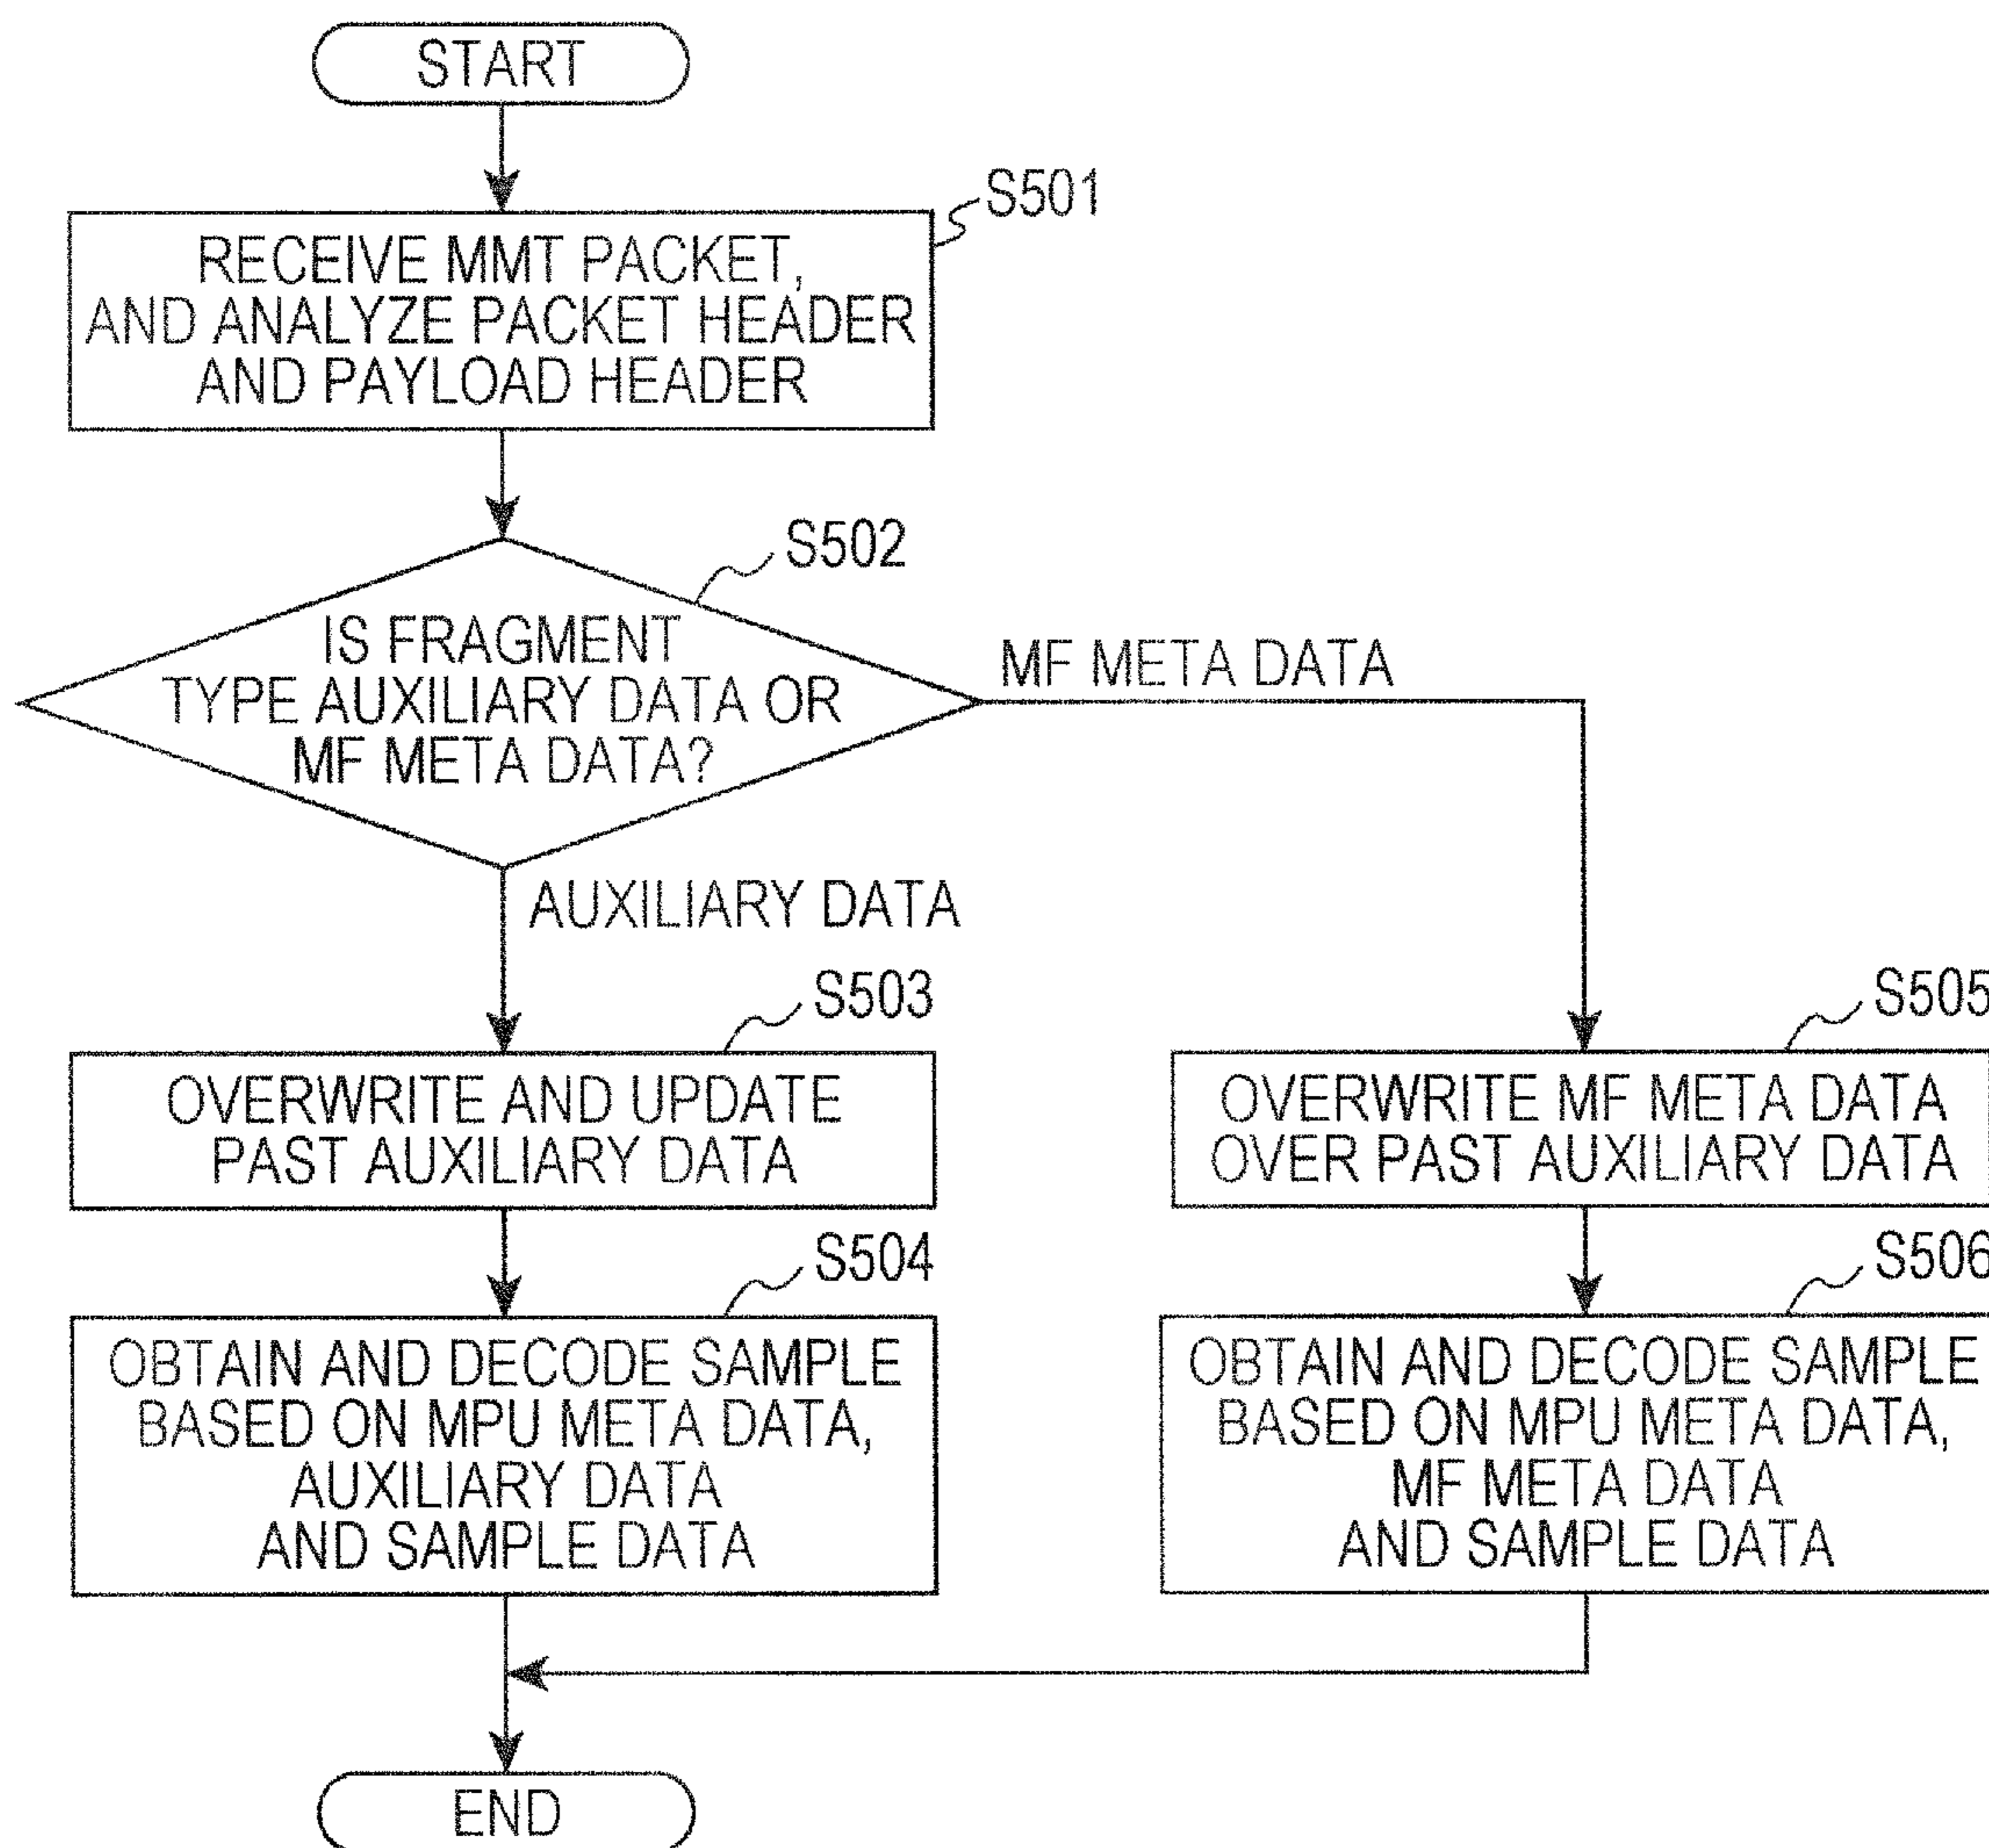 START
S501
RECEIVE MMT PACKET,
AND ANALYZE PACKET HEADER
AND PAYLOAD HEADER
S502
IS FRAGMENT
TYPE AUXILIARY DATA OR
MF META DATA?
MF META DATA
AUXILIARY DATA
S503
OVERWRITE AND UPDATE
PAST AUXILIARY DATA
S504
OBTAIN AND DECODE SAMPLE
BASED ON MPU META DATA,
AUXILIARY DATA
AND SAMPLE DATA
S505
OVERWRITE MF META DATA
OVER PAST AUXILIARY DATA
S506
OBTAIN AND DECODE SAMPLE
BASED ON MPU META DATA,
MF META DATA
AND SAMPLE DATA
END